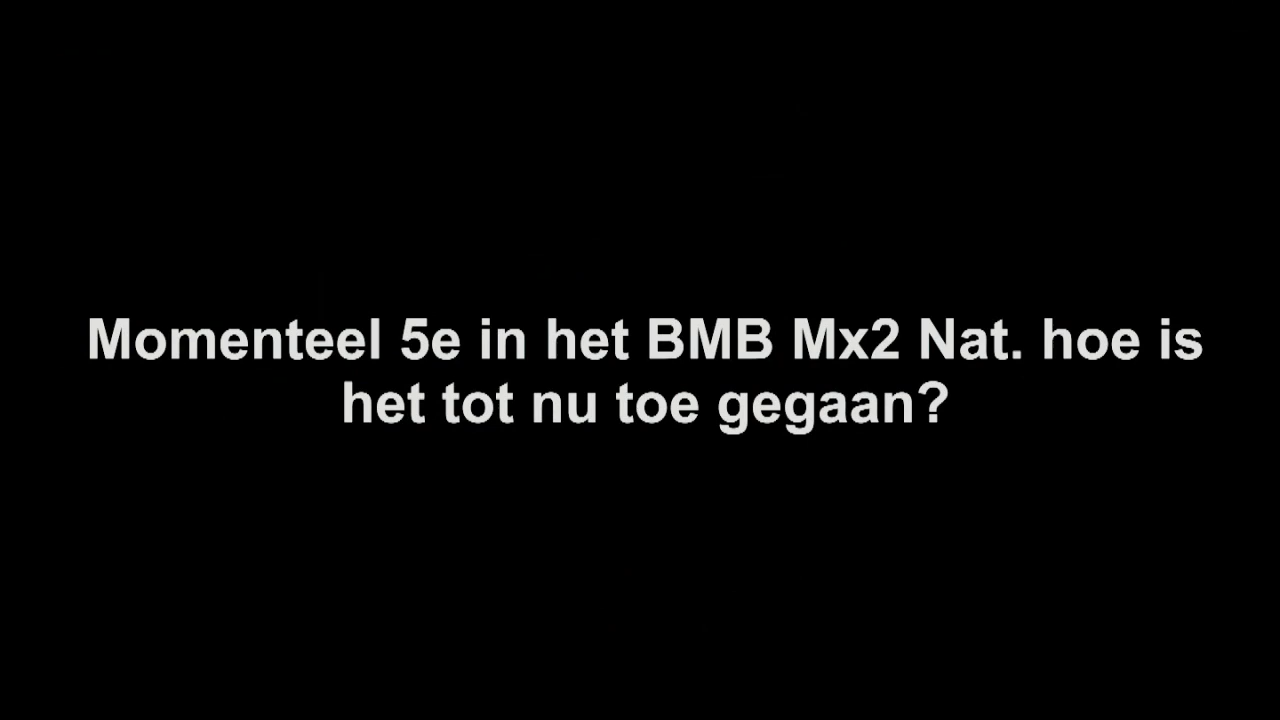 Momenteel 5e in het BMB Mx2 Nat. hoe is
het tot nu toe gegaan?